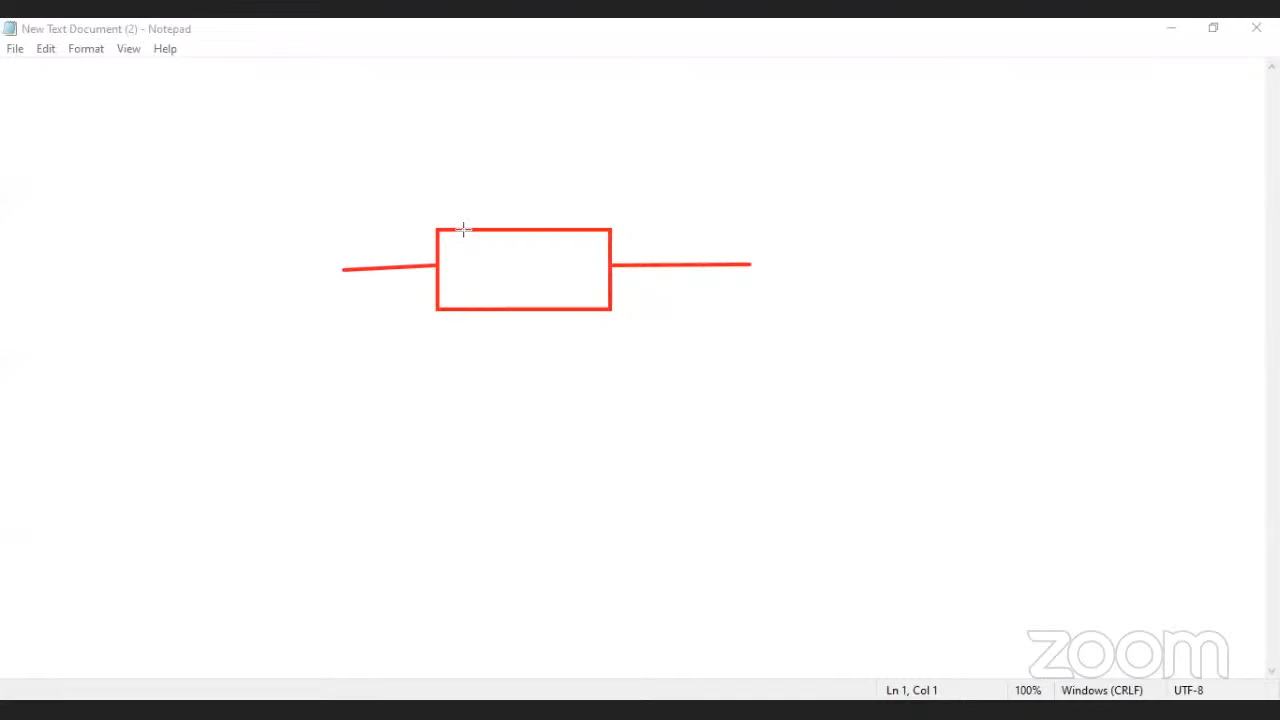 New Text Document (2) - Notepad
File Edit Format View Help
zoom
Ln 1, Col 1 100% Windows (CRLF) UTF-8